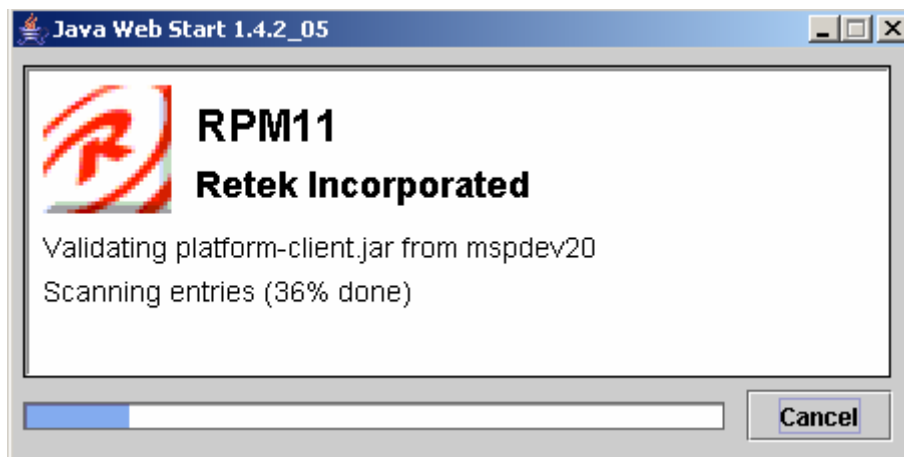 Java Web Start 1.4.2_05
RPM11
Retek Incorporated
Validating platform-client.jar from mspdev20
Scanning entries (36% done)
Cancel